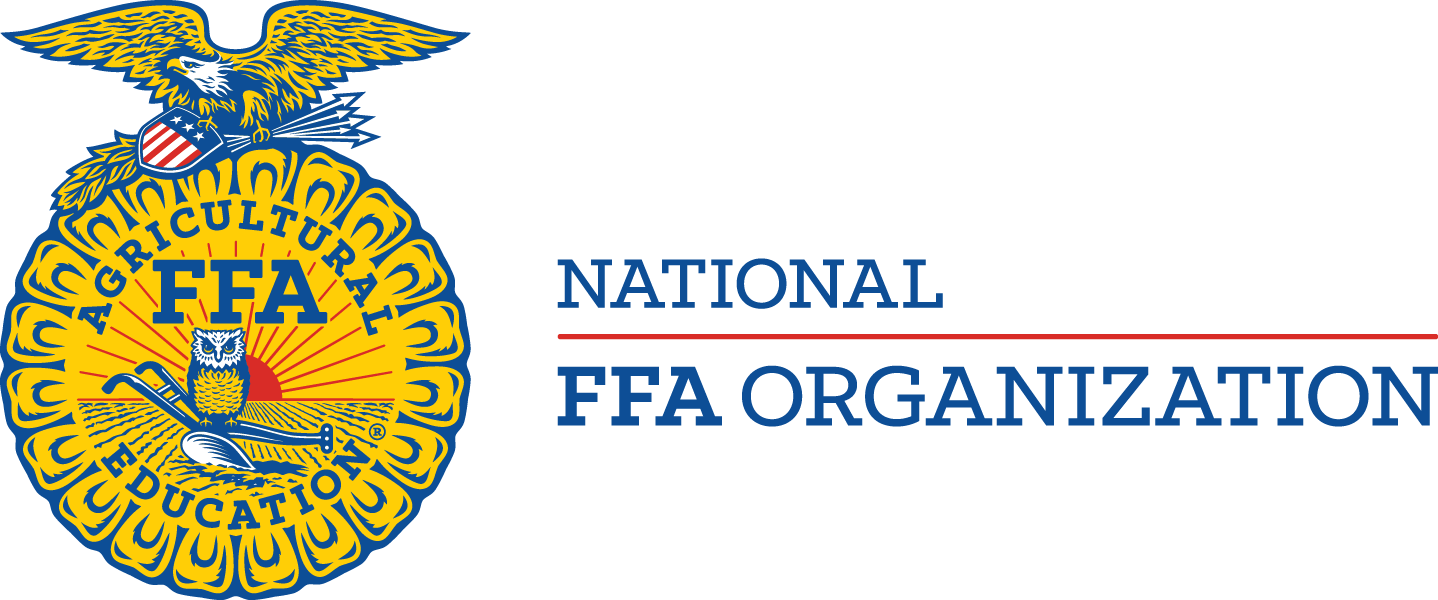 AGRICULTURAL
FFA
EDUCATION
®
NATIONAL
FFA ORGANIZATION